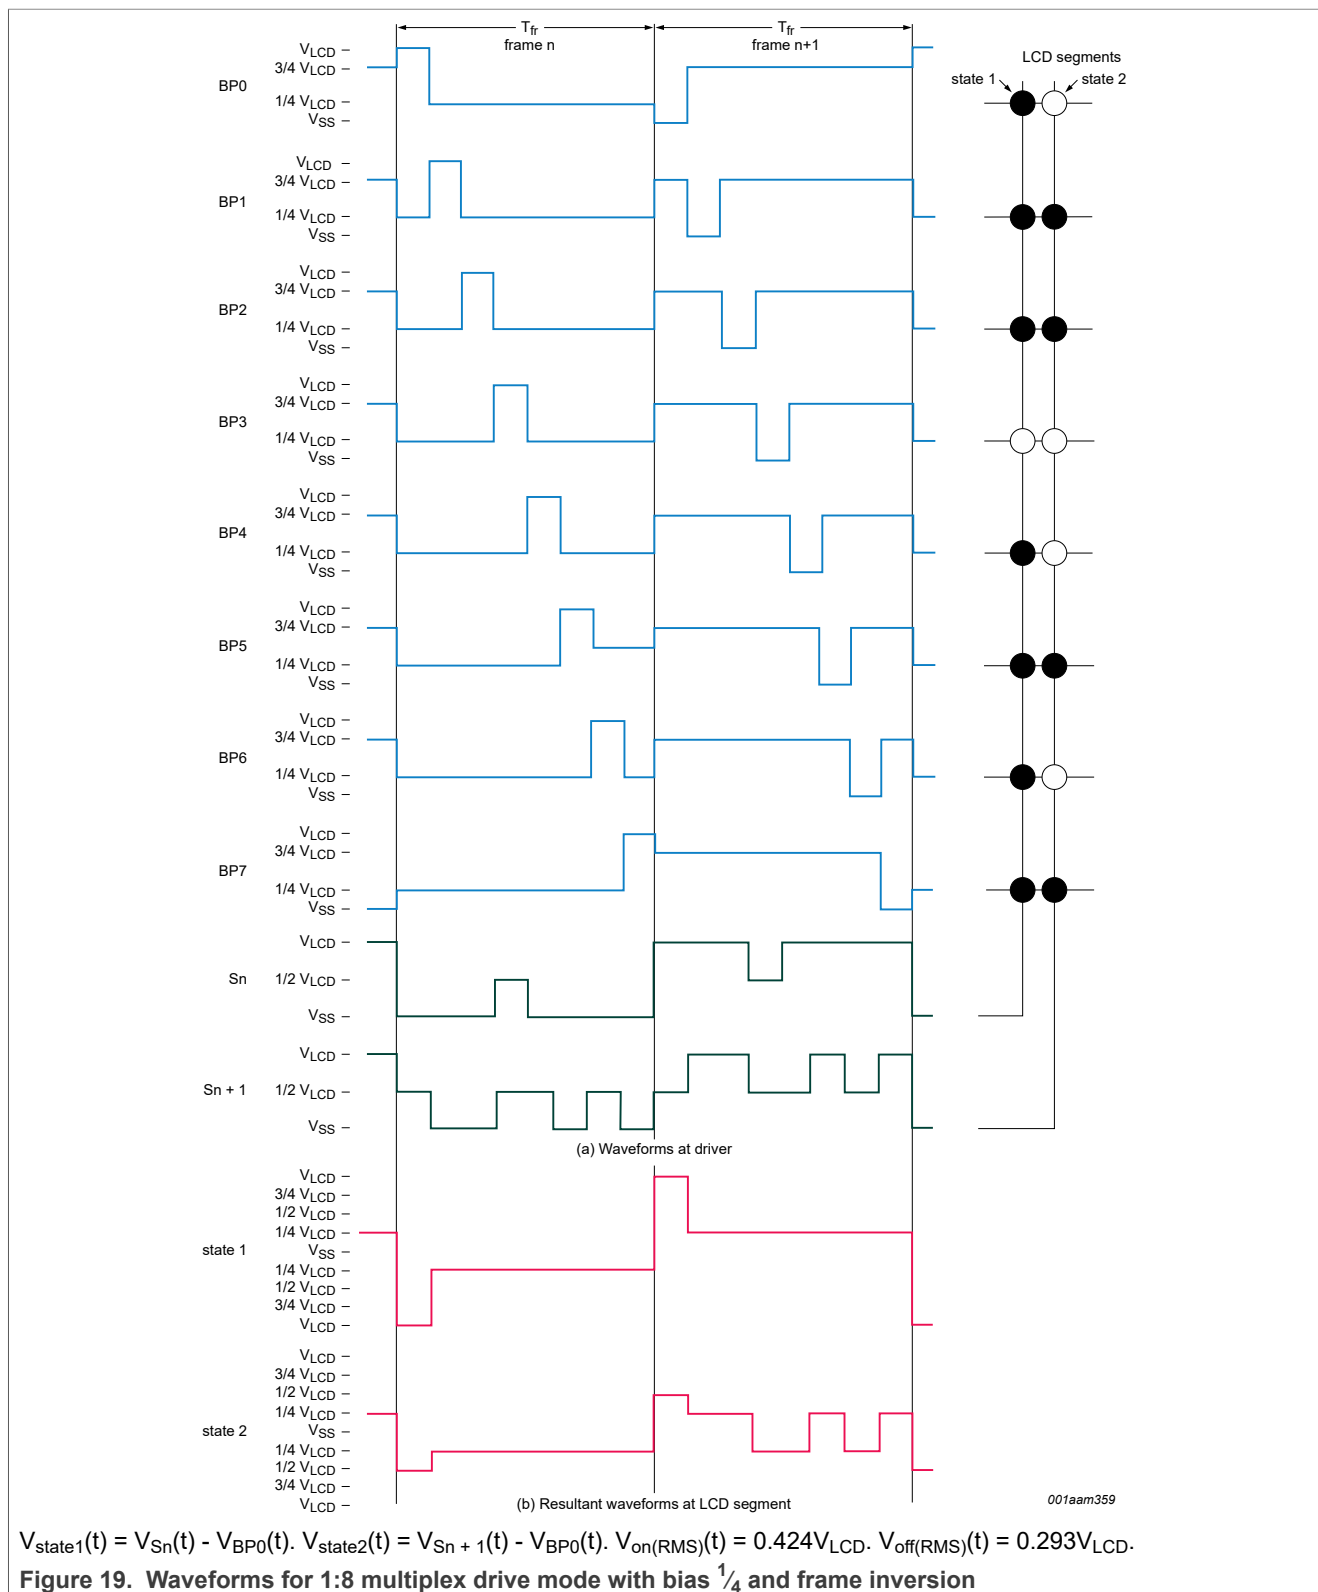 Tfr Tfr
frame n frame n+1
VLCD
3/4 VLCD
BP0
1/4 VLCD
VSS
LCD segments
state 1 state 2
VLCD
3/4 VLCD
BP1
1/4 VLCD
VSS
VLCD
3/4 VLCD
BP2
1/4 VLCD
VSS
VLCD
3/4 VLCD
BP3
1/4 VLCD
VSS
VLCD
3/4 VLCD
BP4
1/4 VLCD
VSS
VLCD
3/4 VLCD
BP5
1/4 VLCD
VSS
VLCD
3/4 VLCD
BP6
1/4 VLCD
VSS
VLCD
3/4 VLCD
BP7
1/4 VLCD
VSS
VLCD
Sn 1/2 VLCD
VSS
VLCD
Sn + 1 1/2 VLCD
VSS
(a) Waveforms at driver
VLCD
3/4 VLCD
1/2 VLCD
1/4 VLCD
state 1 VSS
1/4 VLCD
1/2 VLCD
3/4 VLCD
VLCD
VLCD
3/4 VLCD
1/2 VLCD
1/4 VLCD
state 2 VSS
1/4 VLCD
1/2 VLCD
3/4 VLCD
VLCD
(b) Resultant waveforms at LCD segment
001aam359
Vstate1(t) = VSn(t) - VBP0(t). Vstate2(t) = VSn + 1(t) - VBP0(t). Von(RMS)(t) = 0.424VLCD. Voff(RMS)(t) = 0.293VLCD.
Figure 19. Waveforms for 1:8 multiplex drive mode with bias 1⁄4 and frame inversion